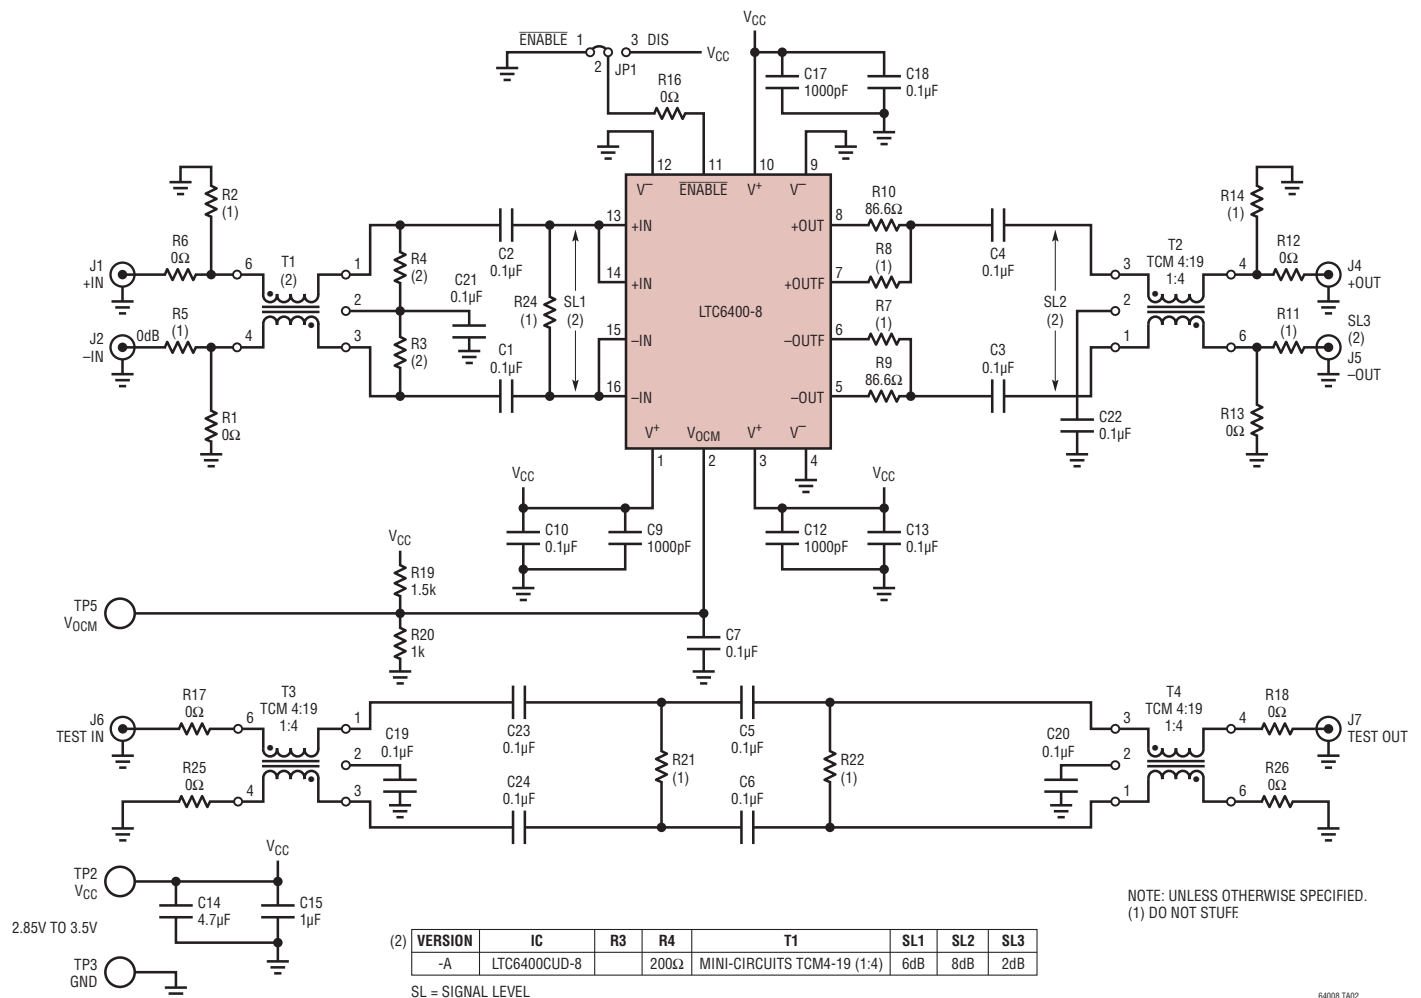 VCC
ENABLE 1
3 DIS
VCC
2
JP1
R16
0Ω
C17
1000pF
C18
0.1µF
12
11
10
9
V–
ENABLE
V+
V–
R2
(1)
R6
0Ω
J1
+IN
6
T1
(2)
1
2
3
4
R4
(2)
R3
(2)
C21
0.1µF
C2
0.1µF
R24
(1)
SL1
(2)
C1
0.1µF
J2
–IN
0dB
R5
(1)
R1
0Ω
13
+IN
14
+IN
15
–IN
16
–IN
LTC6400-8
+OUT
8
+OUTF
7
–OUTF
6
–OUT
5
V+
VOCM
V+
V–
1
2
3
4
R10
86.6Ω
R8
(1)
R7
(1)
R9
86.6Ω
C4
0.1µF
C3
0.1µF
SL2
(2)
C22
0.1µF
R14
(1)
T2
TCM 4:19
1:4
3
2
1
4
6
R12
0Ω
J4
+OUT
R11
(1)
SL3
(2)
J5
–OUT
R13
0Ω
VCC
C10
0.1µF
C9
1000pF
VCC
C12
1000pF
C13
0.1µF
VCC
R19
1.5k
TP5
VOCM
R20
1k
C7
0.1µF
J6
TEST IN
R17
0Ω
R25
0Ω
T3
TCM 4:19
1:4
6
4
1
2
3
C19
0.1µF
C23
0.1µF
C24
0.1µF
R21
(1)
C5
0.1µF
C6
0.1µF
R22
(1)
C20
0.1µF
T4
TCM 4:19
1:4
3
2
1
4
6
R18
0Ω
R26
0Ω
J7
TEST OUT
TP2
VCC
VCC
C14
4.7µF
C15
1µF
2.85V TO 3.5V
TP3
GND
NOTE: UNLESS OTHERWISE SPECIFIED.
(1) DO NOT STUFF.
(2) VERSION IC R3 R4 T1 SL1 SL2 SL3
-A LTC6400CUD-8 200Ω MINI-CIRCUITS TCM4-19 (1:4) 6dB 8dB 2dB
SL = SIGNAL LEVEL
64008 TA02